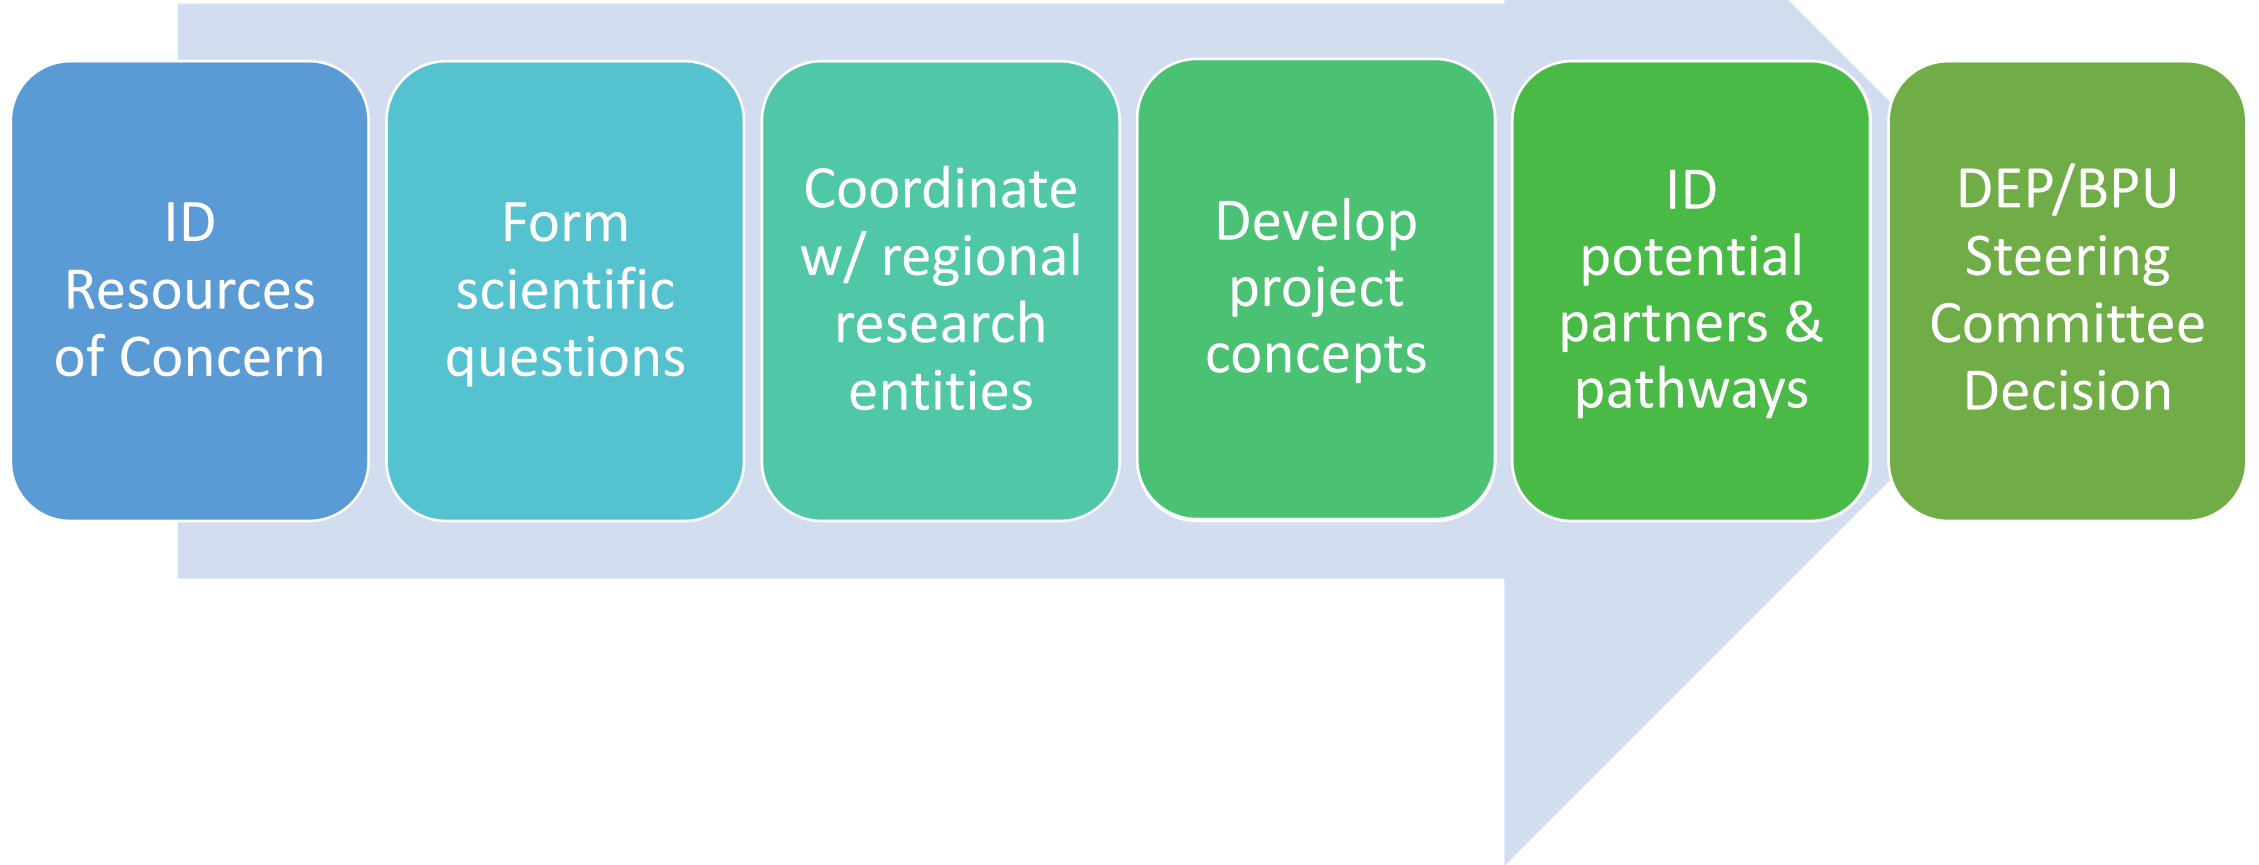 ID
Resources
of Concern
Form
scientific
questions
Coordinate
w/ regional
research
entities
Develop
project
concepts
ID
potential
partners &
pathways
DEP/BPU
Steering
Committee
Decision